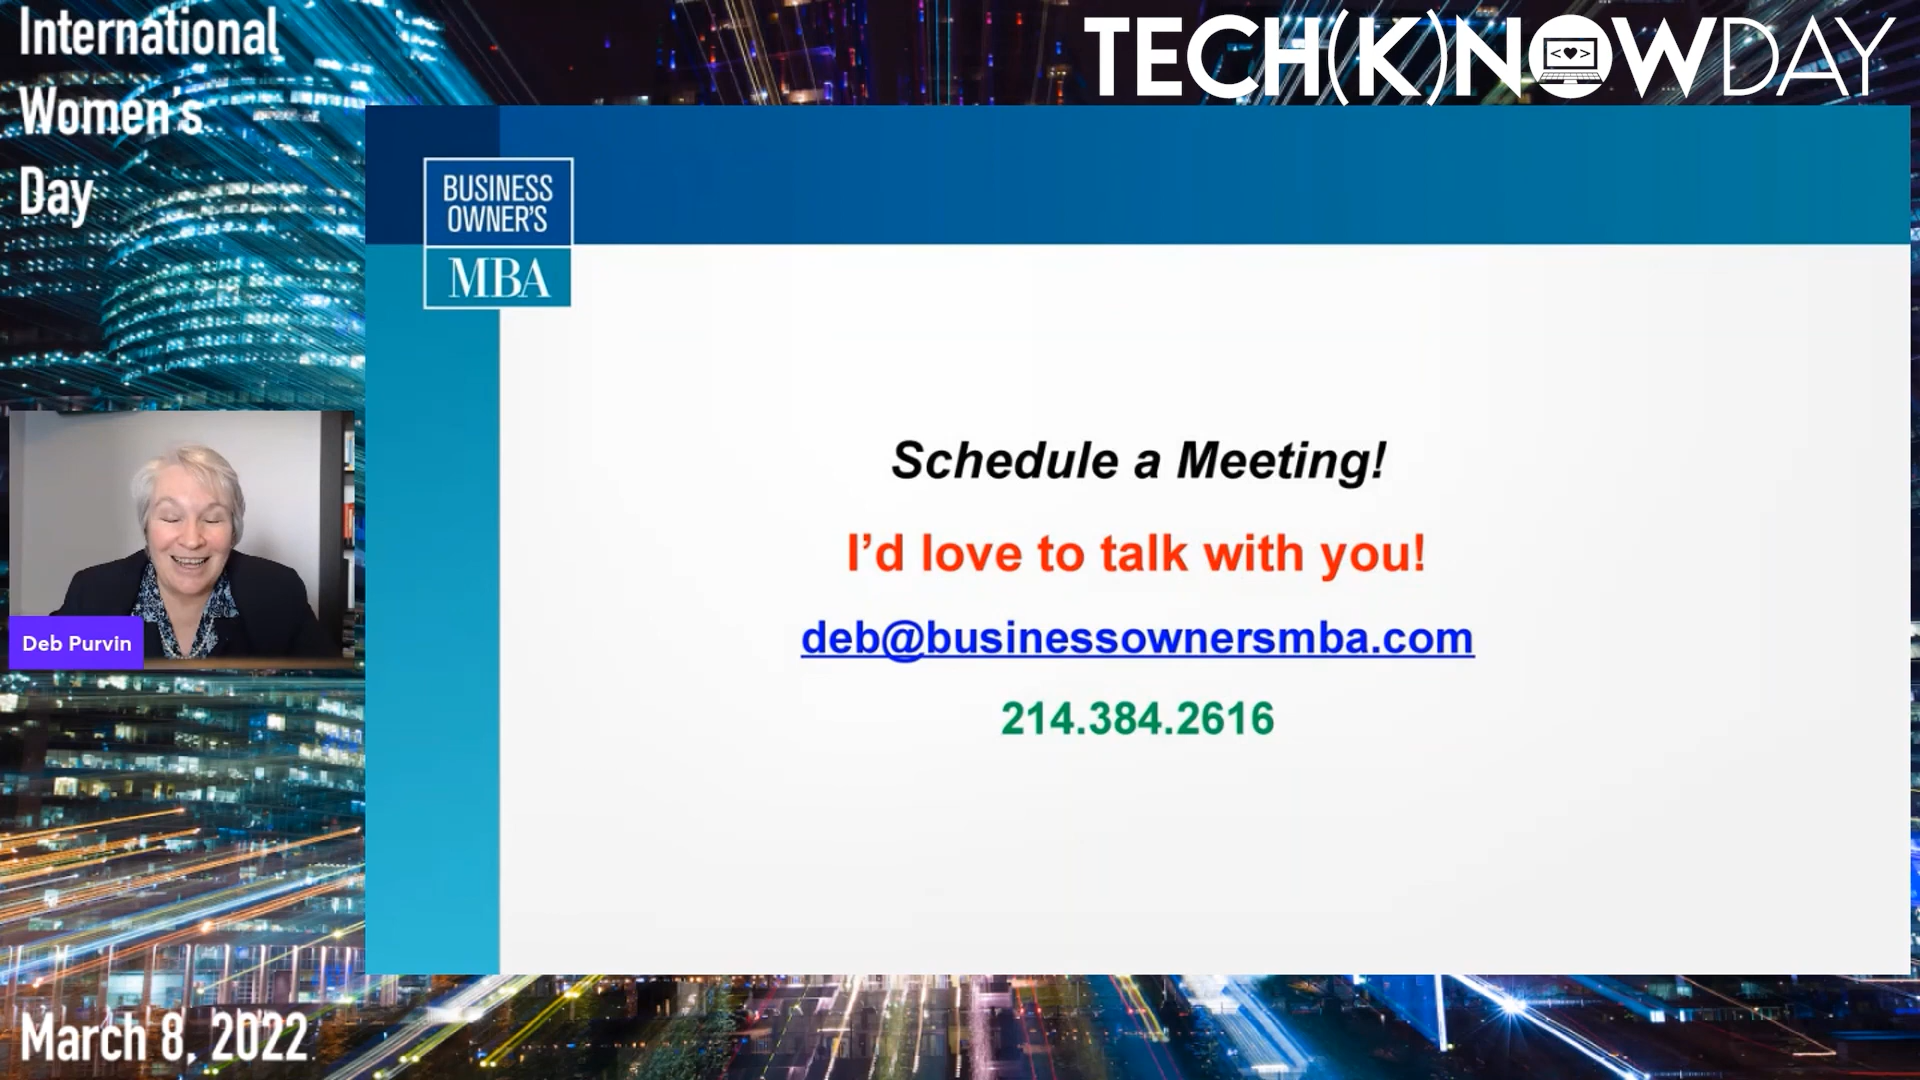 International
Women's
Day
TECH(K)NOWDAY
BUSINESS
OWNER'S
MBA
Schedule a Meeting!
I’d love to talk with you!
deb@businessownersmba.com
214.384.2616
Deb Purvin
March 8, 2022